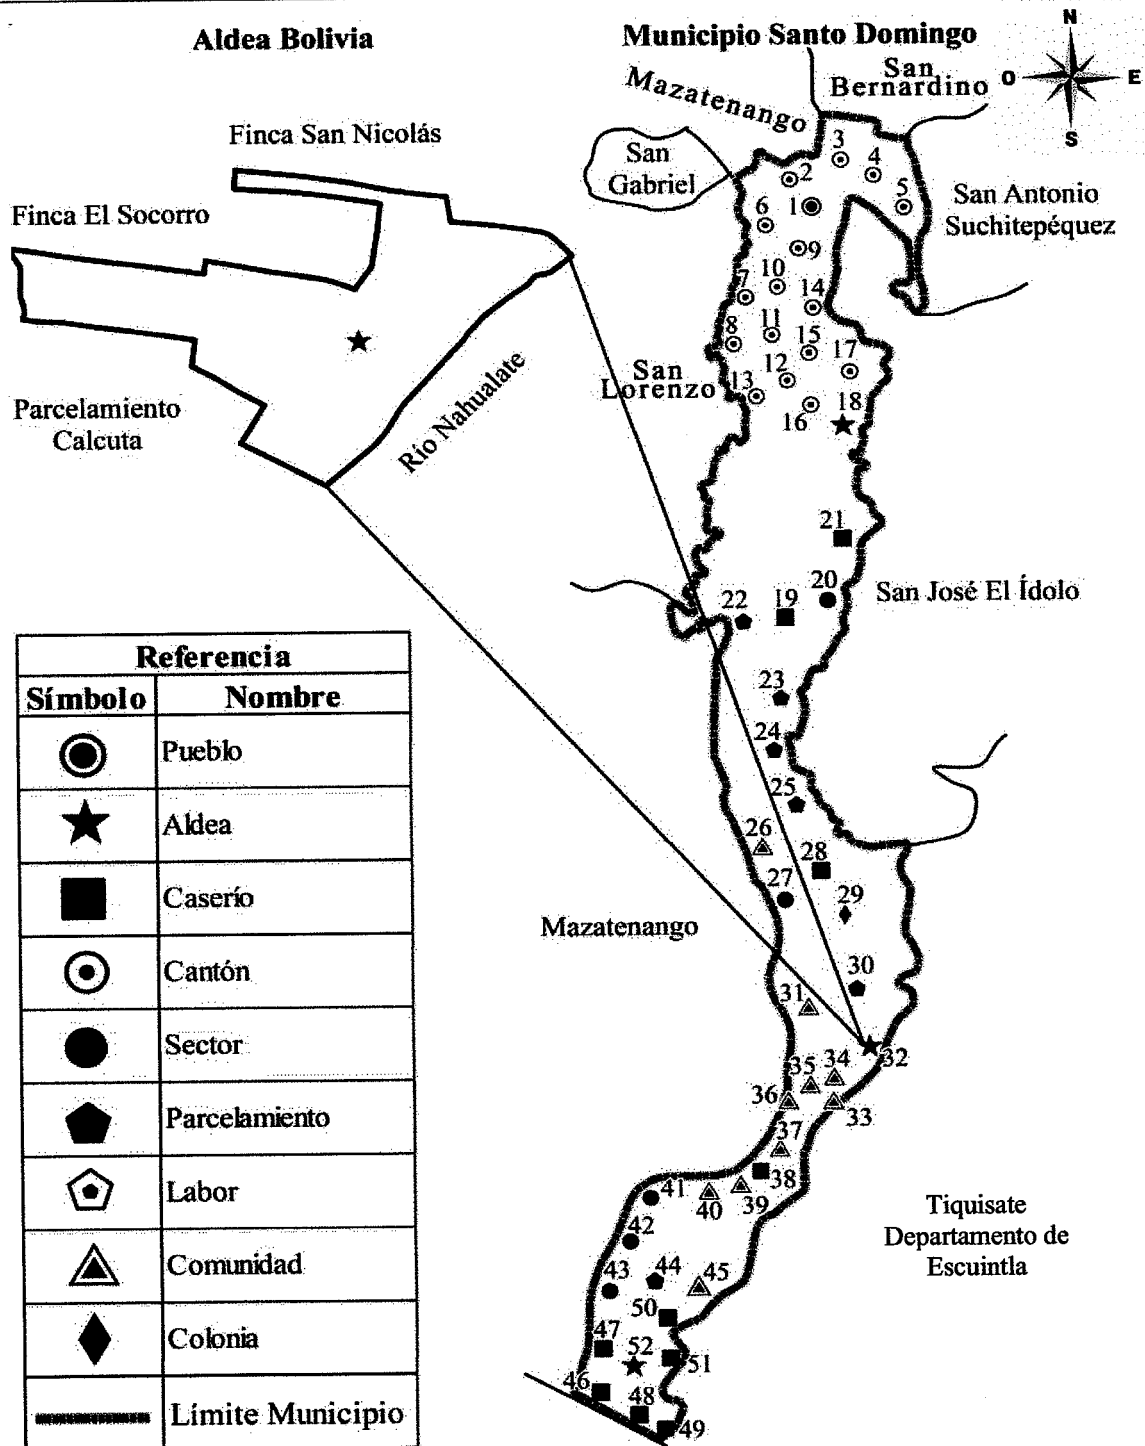 Aldea Bolivia
Municipio Santo Domingo
N
O
E
S
Mazatenango
San
Bernardino
Finca San Nicolás
San
Gabriel
Finca El Socorro
San Antonio
Suchitepéquez
3
4
2
1
5
6
9
10
7
14
11
8
15
17
12
San
Lorenzo
13
16
18
Río Nahualate
Parcelamiento
Calcuta
21
20
19
22
San José El Ídolo
23
24
25
26
28
27
29
Mazatenango
30
31
32
34
35
36
33
37
38
39
40
41
42
43
44
45
50
47
52
51
46
48
49
Tiquisate
Departamento de
Escuintla
Referencia
Símbolo Nombre
Pueblo
Aldea
Caserío
Cantón
Sector
Parcelamiento
Labor
Comunidad
Colonia
Límite Municipio